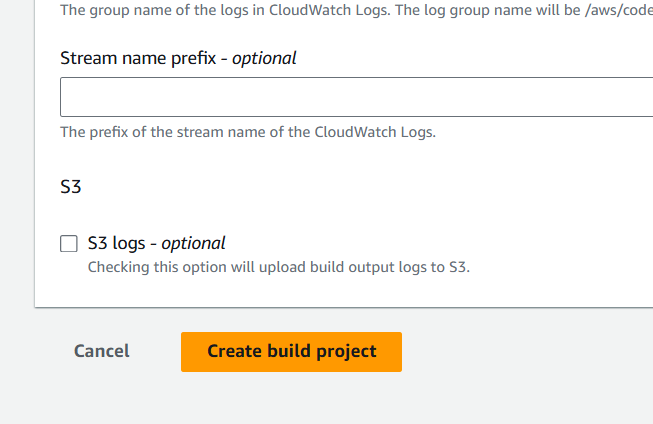 The group name of the logs in CloudWatch Logs. The log group name will be /aws/code
Stream name prefix - optional
The prefix of the stream name of the CloudWatch Logs.
S3
S3 logs - optional
Checking this option will upload build output logs to S3.
Cancel
Create build project